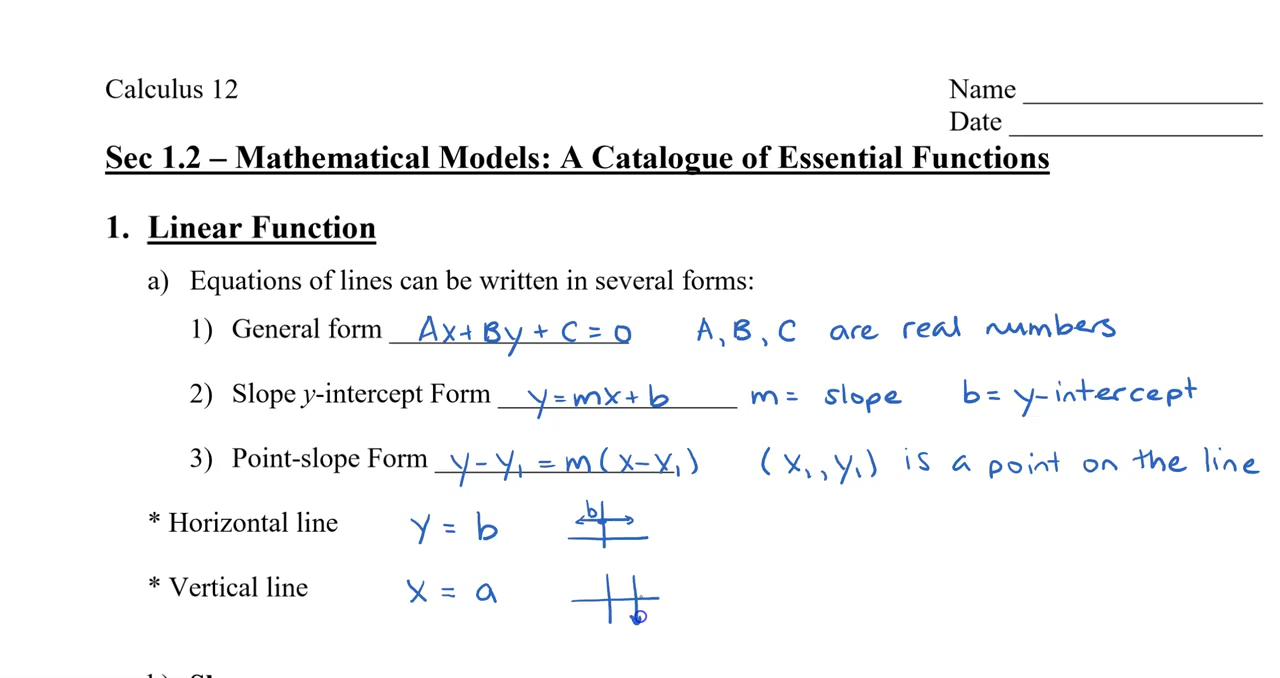 Calculus 12
Name
Date
Sec 1.2 – Mathematical Models: A Catalogue of Essential Functions
1. Linear Function
a) Equations of lines can be written in several forms:
1) General form Ax + By + C = 0 A, B, C are real numbers
2) Slope y-intercept Form y = mx + b m = slope b = y-intercept
3) Point-slope Form y - y₁ = m(x - x₁) (x₁, y₁) is a point on the line
* Horizontal line y = b b
* Vertical line x = a